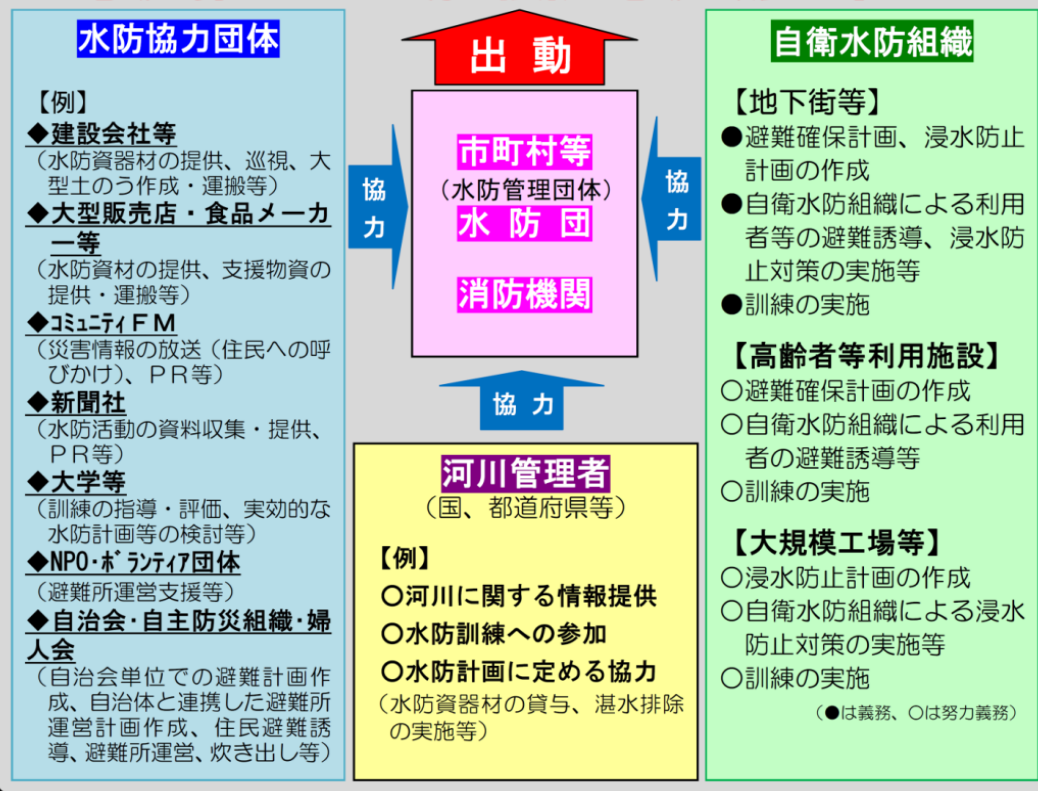 水防協力団体
【例】
◆建設会社等
（水防資器材の提供、巡視、大
型土のう作成・運搬等）
◆大型販売店・食品メーカ
ー等
（水防資材の提供、支援物資の
提供・運搬等）
◆ｺﾐｭﾆﾃｨＦＭ
（災害情報の放送（住民への呼
びかけ）、ＰＲ等）
◆新聞社
（水防活動の資料収集・提供、
ＰＲ等）
◆大学等
（訓練の指導・評価、実効的な
水防計画等の検討等）
◆NPO・ﾎﾞﾗﾝﾃｨｱ団体
（避難所運営支援等）
◆自治会・自主防災組織・婦
人会
（自治会単位での避難計画作
成、自治体と連携した避難所
運営計画作成、住民避難誘
導、避難所運営、炊き出し等）
出 動
市町村等
（水防管理団体）
水 防 団
消防機関
協
力
協
力
協 力
河川管理者
（国、都道府県等）
【例】
○河川に関する情報提供
○水防訓練への参加
○水防計画に定める協力
（水防資器材の貸与、湛水排除
の実施等）
自衛水防組織
【地下街等】
●避難確保計画、浸水防止
計画の作成
●自衛水防組織による利用
者等の避難誘導、浸水防
止対策の実施等
●訓練の実施
【高齢者等利用施設】
○避難確保計画の作成
○自衛水防組織による利用
者の避難誘導等
○訓練の実施
【大規模工場等】
○浸水防止計画の作成
○自衛水防組織による浸水
防止対策の実施等
○訓練の実施
（●は義務、○は努力義務）